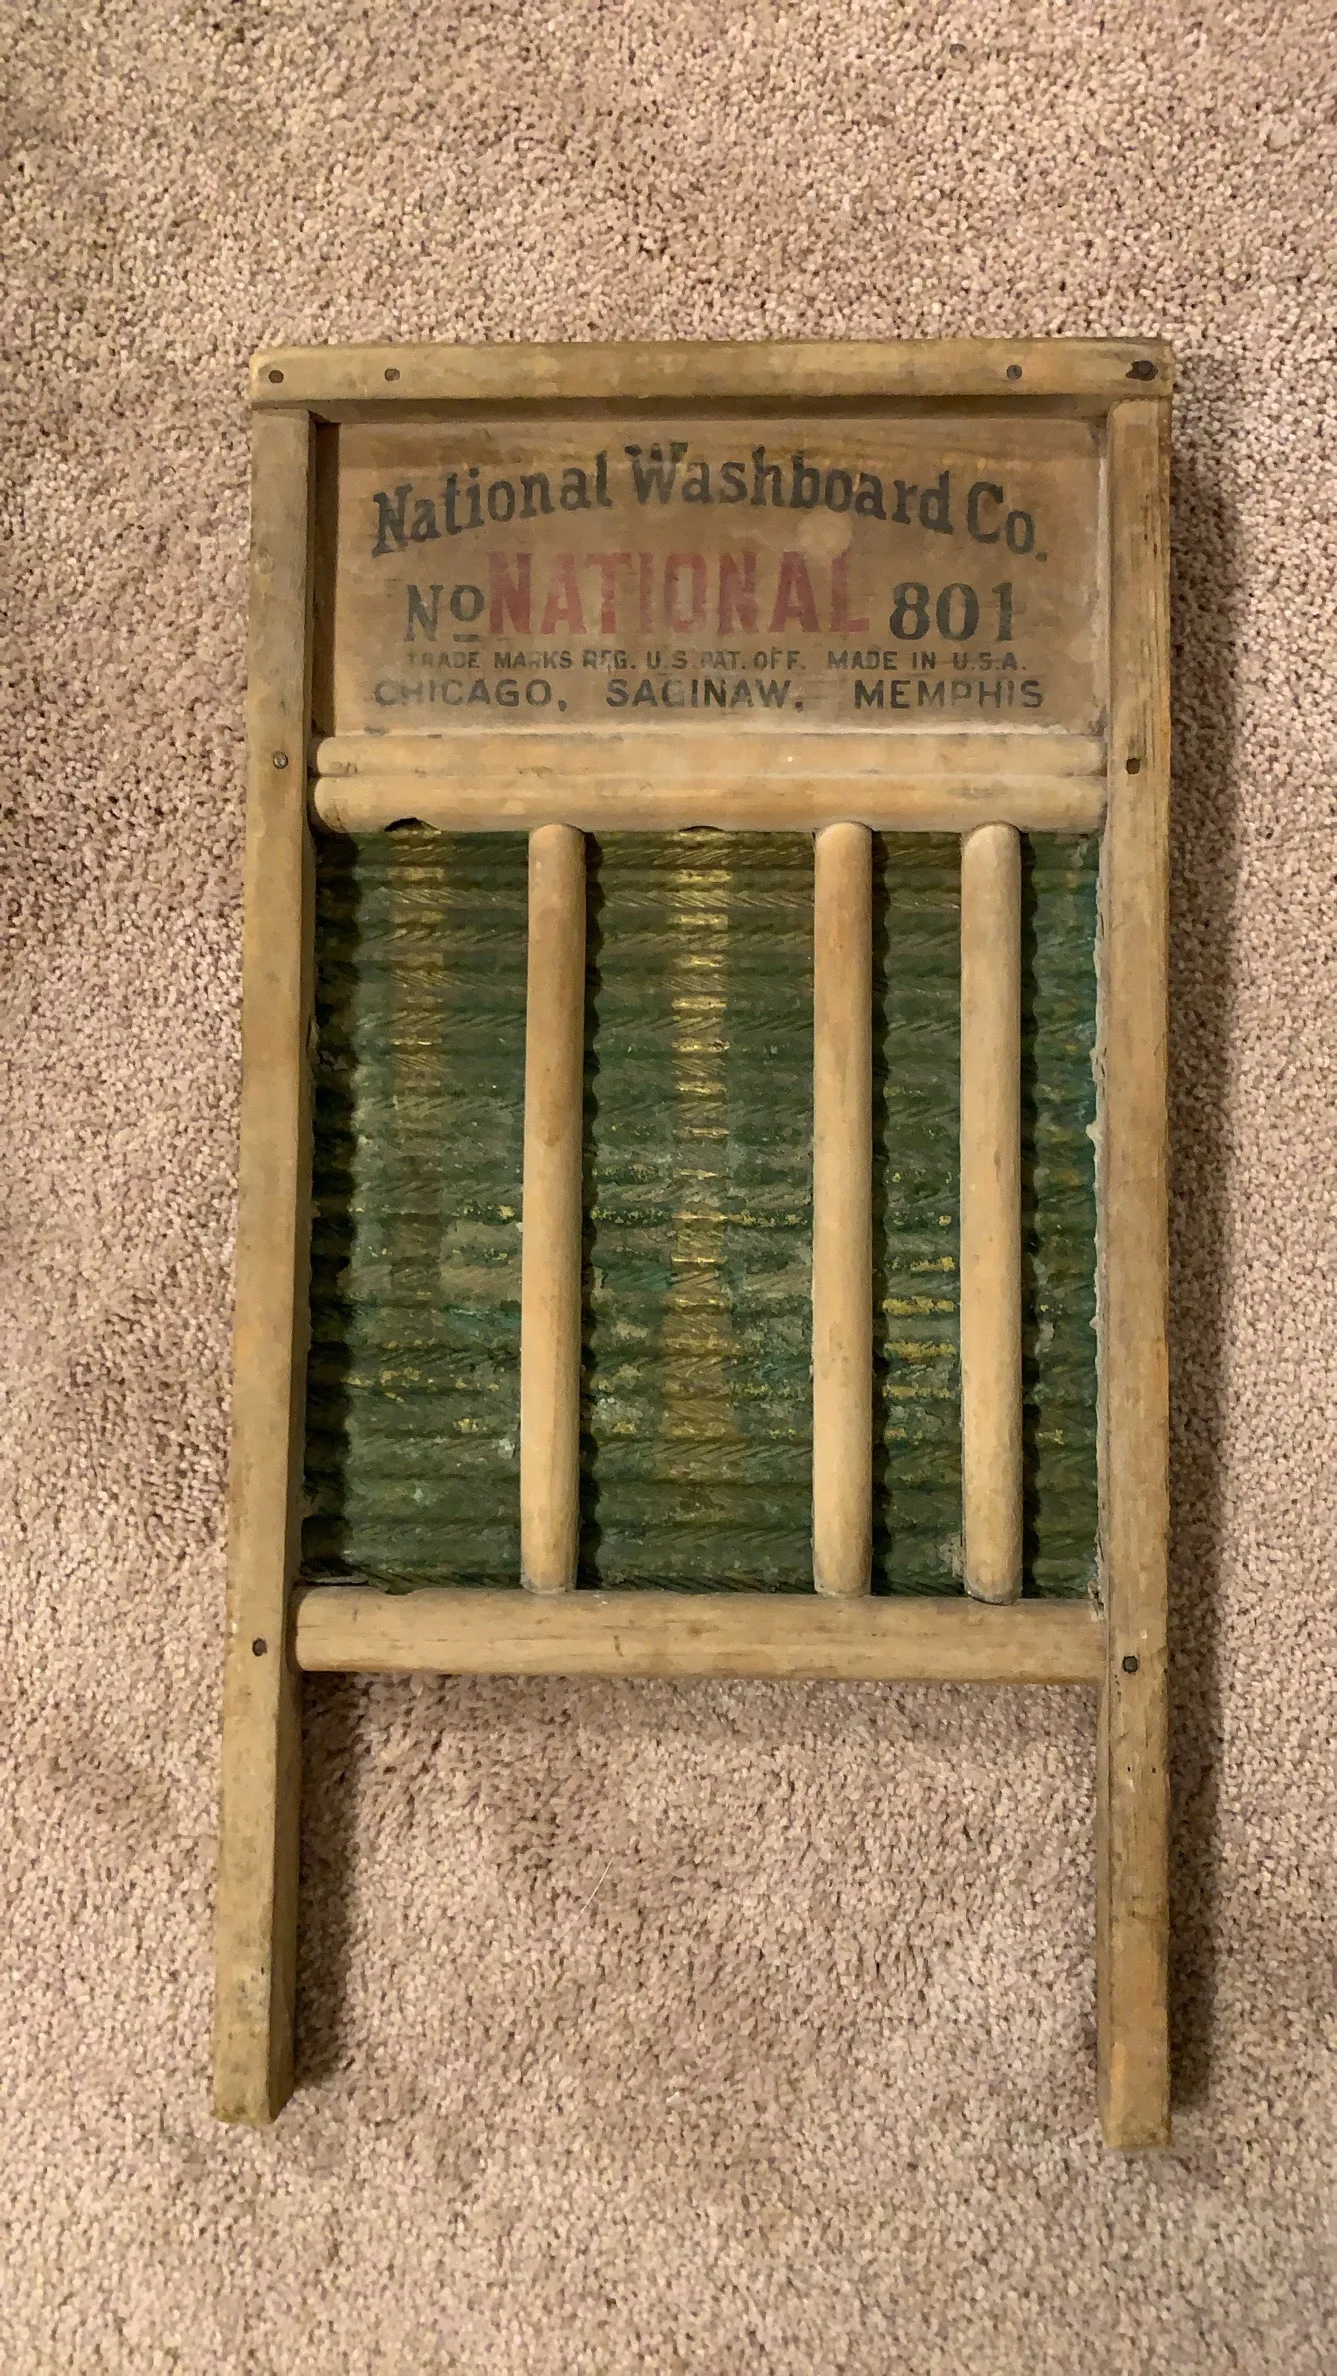 National Washboard Co.
No NATIONAL 801
TRADE MARKS REG. U.S. PAT. OFF. MADE IN U.S.A.
CHICAGO, SAGINAW, MEMPHIS